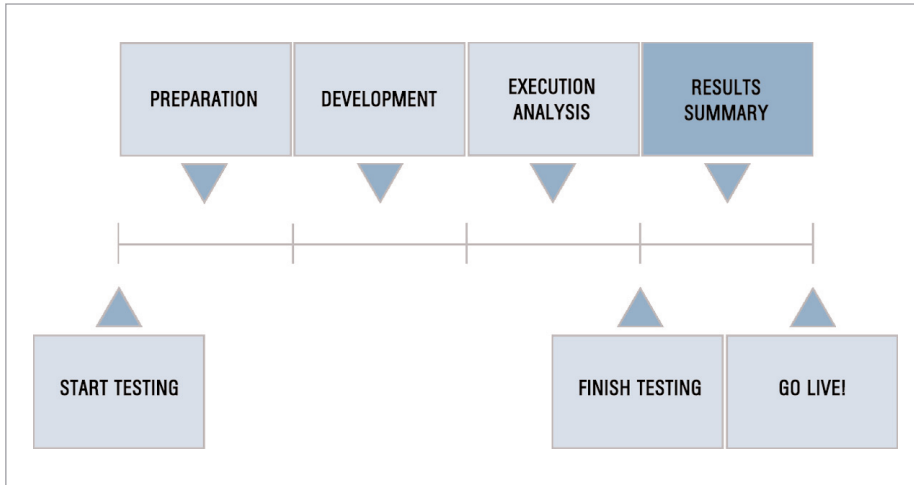 PREPARATION
DEVELOPMENT
EXECUTION
ANALYSIS
RESULTS
SUMMARY
START TESTING
FINISH TESTING
GO LIVE!